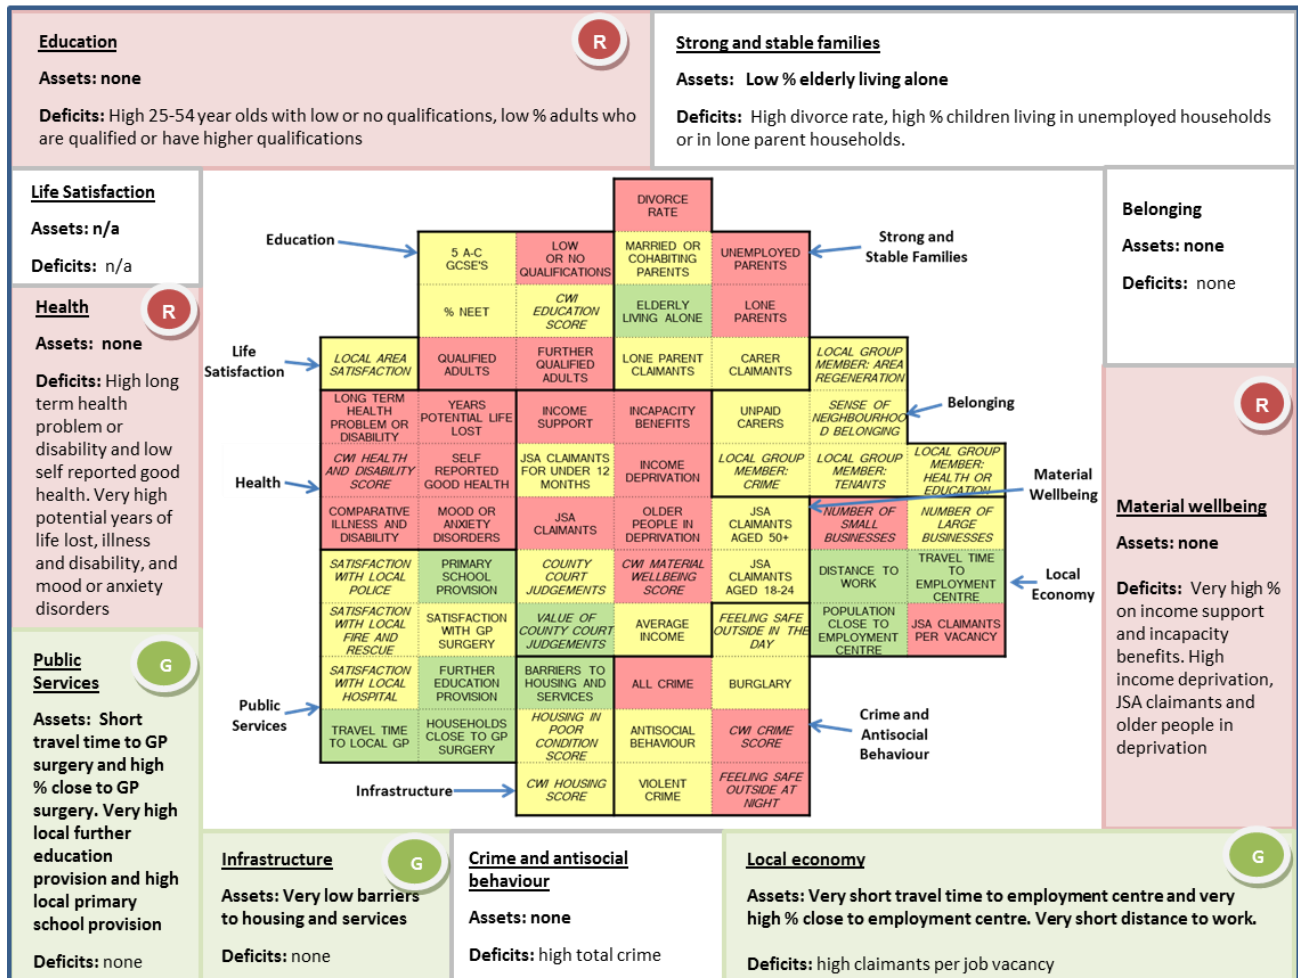 Education
R
Assets: none
Deficits: High 25-54 year olds with low or no qualifications, low % adults who
are qualified or have higher qualifications
Strong and stable families
Assets: Low % elderly living alone
Deficits: High divorce rate, high % children living in unemployed households
or in lone parent households.
Life Satisfaction
Assets: n/a
Deficits: n/a
Health
R
Assets: none
Deficits: High long
term health
problem or
disability and low
self reported good
health. Very high
potential years of
life lost, illness
and disability, and
mood or anxiety
disorders
Public
Services
G
Assets: Short
travel time to GP
surgery and high
% close to GP
surgery. Very high
local further
education
provision and high
local primary
school provision
Deficits: none
Education
Life
Satisfaction
Health
Public
Services
Infrastructure
Strong and
Stable Families
Belonging
Material
Wellbeing
Local
Economy
Crime and
Antisocial
Behaviour
DIVORCE
RATE
5 A-C
GCSE'S
LOW
OR NO
QUALIFICATIONS
MARRIED OR
COHABITING
PARENTS
UNEMPLOYED
PARENTS
% NEET
CWI
EDUCATION
SCORE
ELDERLY
LIVING ALONE
LONE
PARENTS
LOCAL AREA
SATISFACTION
QUALIFIED
ADULTS
FURTHER
QUALIFIED
ADULTS
LONE PARENT
CLAIMANTS
CARER
CLAIMANTS
LOCAL GROUP
MEMBER: AREA
REGENERATION
LONG TERM
HEALTH
PROBLEM OR
DISABILITY
YEARS
POTENTIAL LIFE
LOST
INCOME
SUPPORT
INCAPACITY
BENEFITS
UNPAID
CARERS
SENSE OF
NEIGHBOURHOO
D BELONGING
CWI HEALTH
AND DISABILITY
SCORE
SELF
REPORTED
GOOD HEALTH
JSA CLAIMANTS
FOR UNDER 12
MONTHS
INCOME
DEPRIVATION
LOCAL GROUP
MEMBER:
CRIME
LOCAL GROUP
MEMBER:
TENANTS
LOCAL GROUP
MEMBER:
HEALTH OR
EDUCATION
COMPARATIVE
ILLNESS AND
DISABILITY
MOOD OR
ANXIETY
DISORDERS
JSA
CLAIMANTS
OLDER
PEOPLE IN
DEPRIVATION
JSA
CLAIMANTS
AGED 50+
NUMBER OF
SMALL
BUSINESSES
NUMBER OF
LARGE
BUSINESSES
SATISFACTION
WITH LOCAL
POLICE
PRIMARY
SCHOOL
PROVISION
COUNTY
COURT
JUDGEMENTS
CWI MATERIAL
WELLBEING
SCORE
JSA
CLAIMANTS
AGED 18-24
DISTANCE TO
WORK
TRAVEL TIME
TO
EMPLOYMENT
CENTRE
SATISFACTION
WITH LOCAL
FIRE AND
RESCUE
SATISFACTION
WITH GP
SURGERY
VALUE OF
COUNTY COURT
JUDGEMENTS
AVERAGE
INCOME
FEELING SAFE
OUTSIDE IN THE
DAY
POPULATION
CLOSE TO
EMPLOYMENT
CENTRE
JSA CLAIMANTS
PER VACANCY
SATISFACTION
WITH LOCAL
HOSPITAL
FURTHER
EDUCATION
PROVISION
BARRIERS TO
HOUSING AND
SERVICES
ALL CRIME
BURGLARY
TRAVEL TIME
TO LOCAL GP
HOUSEHOLDS
CLOSE TO GP
SURGERY
HOUSING IN
POOR
CONDITION
SCORE
ANTISOCIAL
BEHAVIOUR
CWI CRIME
SCORE
CWI HOUSING
SCORE
VIOLENT
CRIME
FEELING SAFE
OUTSIDE AT
NIGHT
Belonging
Assets: none
Deficits: none
R
Material wellbeing
Assets: none
Deficits: Very high %
on income support
and incapacity
benefits. High
income deprivation,
JSA claimants and
older people in
deprivation
Infrastructure
G
Assets: Very low barriers
to housing and services
Deficits: none
Crime and antisocial
behaviour
Assets: none
Deficits: high total crime
Local economy
G
Assets: Very short travel time to employment centre and very
high % close to employment centre. Very short distance to work.
Deficits: high claimants per job vacancy